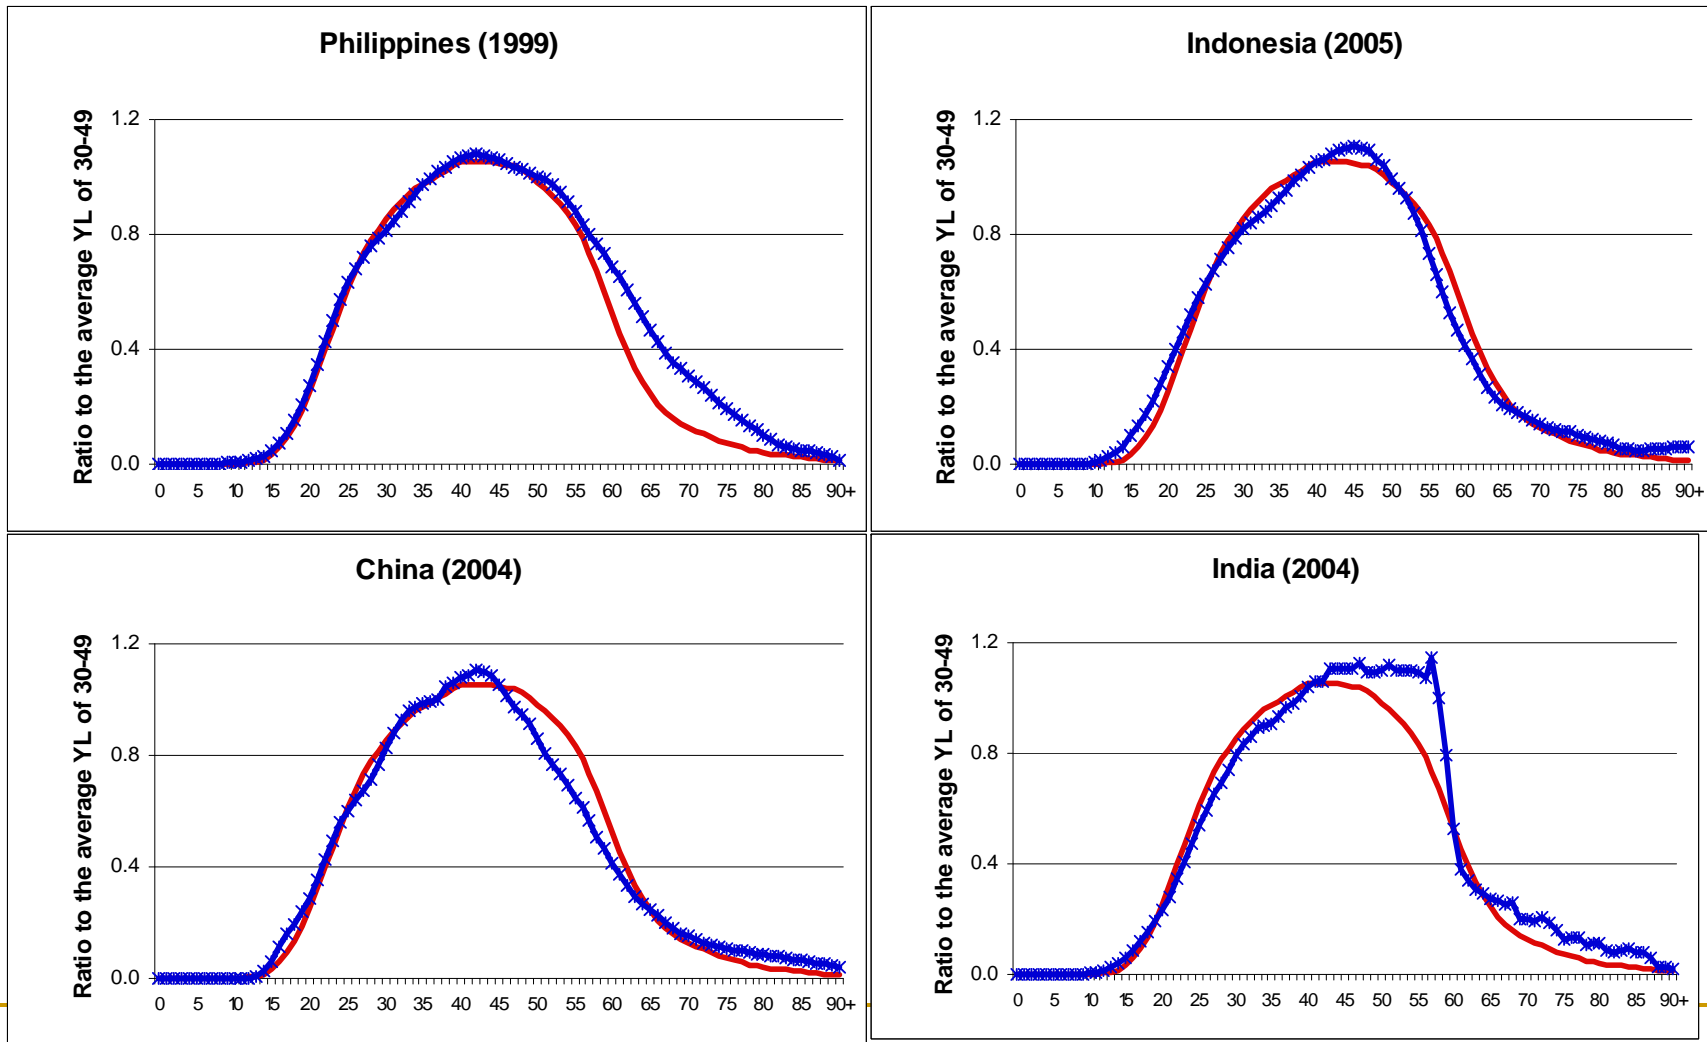 Philippines (1999)
Ratio to the average YL of 30-49
1.2
0.8
0.4
0.0
0 5 10 15 20 25 30 35 40 45 50 55 60 65 70 75 80 85 90+
Indonesia (2005)
Ratio to the average YL of 30-49
1.2
0.8
0.4
0.0
0 5 10 15 20 25 30 35 40 45 50 55 60 65 70 75 80 85 90+
China (2004)
Ratio to the average YL of 30-49
1.2
0.8
0.4
0.0
0 5 10 15 20 25 30 35 40 45 50 55 60 65 70 75 80 85 90+
India (2004)
Ratio to the average YL of 30-49
1.2
0.8
0.4
0.0
0 5 10 15 20 25 30 35 40 45 50 55 60 65 70 75 80 85 90+